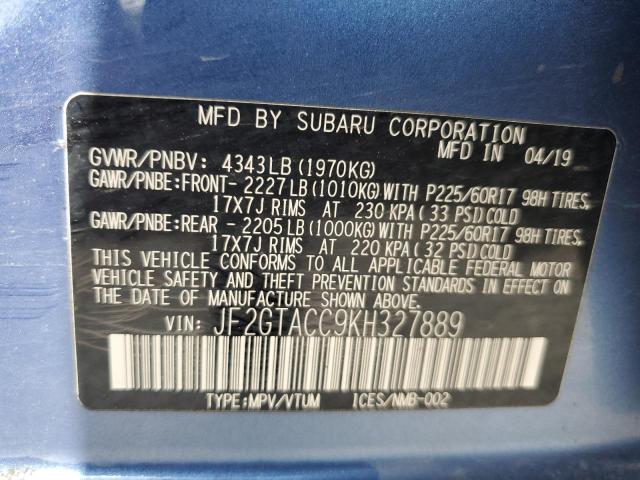 MFD BY SUBARU CORPORATION
MFD IN 04/19
GVWR/PNBV: 4343LB (1970KG)
GAWR/PNBE:FRONT- 2227LB(1010KG)WITH P225/60R17 98H TIRES,
17X7J RIMS AT 230 KPA (33 PSI)COLD
GAWR/PNBE:REAR - 2205LB(1000KG)WITH P225/60R17 98H TIRES,
17X7J RIMS AT 220 KPA (32 PSI)COLD
THIS VEHICLE CONFORMS TO ALL APPLICABLE FEDERAL MOTOR
VEHICLE SAFETY AND THEFT PREVENTION STANDARDS IN EFFECT ON
THE DATE OF MANUFACTURE SHOWN ABOVE.
VIN: JF2GTACC9KH327889
TYPE:MPV/VTUM ICES/NMB-002